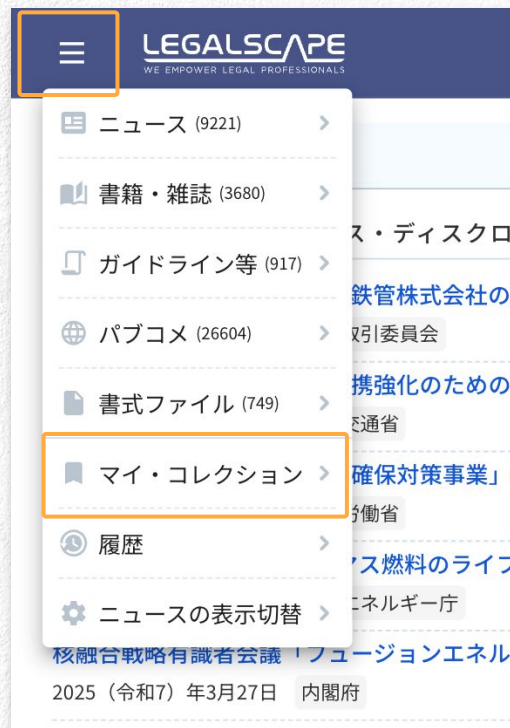 LEGALSCAPE
WE EMPOWER LEGAL PROFESSIONALS
ニュース (9221)
書籍・雑誌 (3680)
ス・ディスクロ
ガイドライン等 (917)
鉄管株式会社の
パブコメ (26604)
取引委員会
携強化のための
書式ファイル (749)
交通省
マイ・コレクション
確保対策事業」
労働省
履歴
マス燃料のライフ
ニュースの表示切替
エネルギー庁
核融合戦略有識者会議「フュージョンエネル
2025（令和7）年3月27日 内閣府